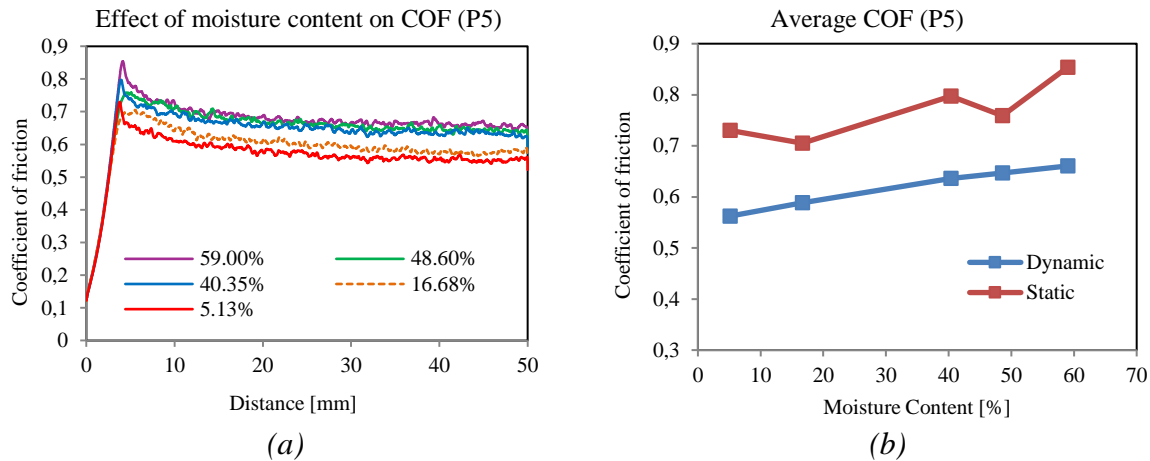 Effect of moisture content on COF (P5)
0,9
0,8
0,7
0,6
0,5
0,4
0,3
0,2
0,1
0
Coefficient of friction
59.00% 48.60%
40.35% 16.68%
5.13%
0 10 20 30 40 50
Distance [mm]
(a)
Average COF (P5)
0,9
0,8
0,7
0,6
0,5
0,4
0,3
Coefficient of friction
Dynamic
Static
0 10 20 30 40 50 60 70
Moisture Content [%]
(b)